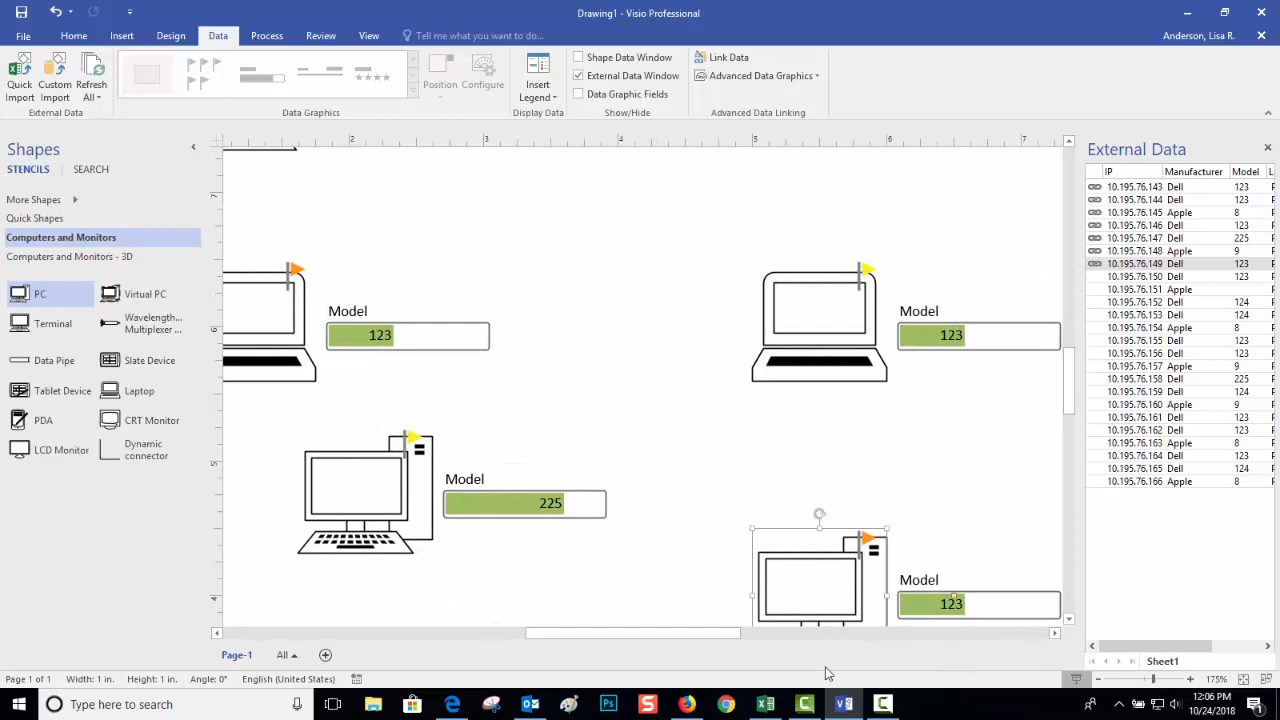 Drawing1 - Visio Professional
File Home Insert Design Data Process Review View Tell me what you want to do...
Anderson, Lisa R.
Quick Import Custom Import Refresh All
External Data
Data Graphics
Position Configure
Insert Legend
Display Data
Shape Data Window
External Data Window
Data Graphic Fields
Show/Hide
Link Data
Advanced Data Graphics
Advanced Data Linking
Shapes
STENCILS SEARCH
More Shapes
Quick Shapes
Computers and Monitors
Computers and Monitors - 3D
PC Virtual PC
Terminal Wavelength... Multiplexer ...
Data Pipe Slate Device
Tablet Device Laptop
PDA CRT Monitor
LCD Monitor Dynamic connector
2 3 4 5 6 7
7
6
5
4
Model
123
Model
123
Model
225
Model
123
External Data
IP Manufacturer Model L
10.195.76.143 Dell 123 P
10.195.76.144 Dell 123 P
10.195.76.145 Apple 8 P
10.195.76.146 Dell 123 P
10.195.76.147 Dell 225 P
10.195.76.148 Apple 9 P
10.195.76.149 Dell 123 P
10.195.76.150 Dell 123 P
10.195.76.151 Apple P
10.195.76.152 Dell 124 P
10.195.76.153 Dell 124 P
10.195.76.154 Apple 8 P
10.195.76.155 Dell 123 P
10.195.76.156 Dell 123 P
10.195.76.157 Apple 9 P
10.195.76.158 Dell 225 P
10.195.76.159 Dell 124 P
10.195.76.160 Apple 9 P
10.195.76.161 Dell 123 P
10.195.76.162 Dell 123 P
10.195.76.163 Apple 8 P
10.195.76.164 Dell 123 P
10.195.76.165 Dell 124 P
10.195.76.166 Apple 8 P
Sheet1
Page-1 All
Page 1 of 1 Width: 1 in. Height: 1 in. Angle: 0° English (United States)
175%
Type here to search
12:06 PM
10/24/2018